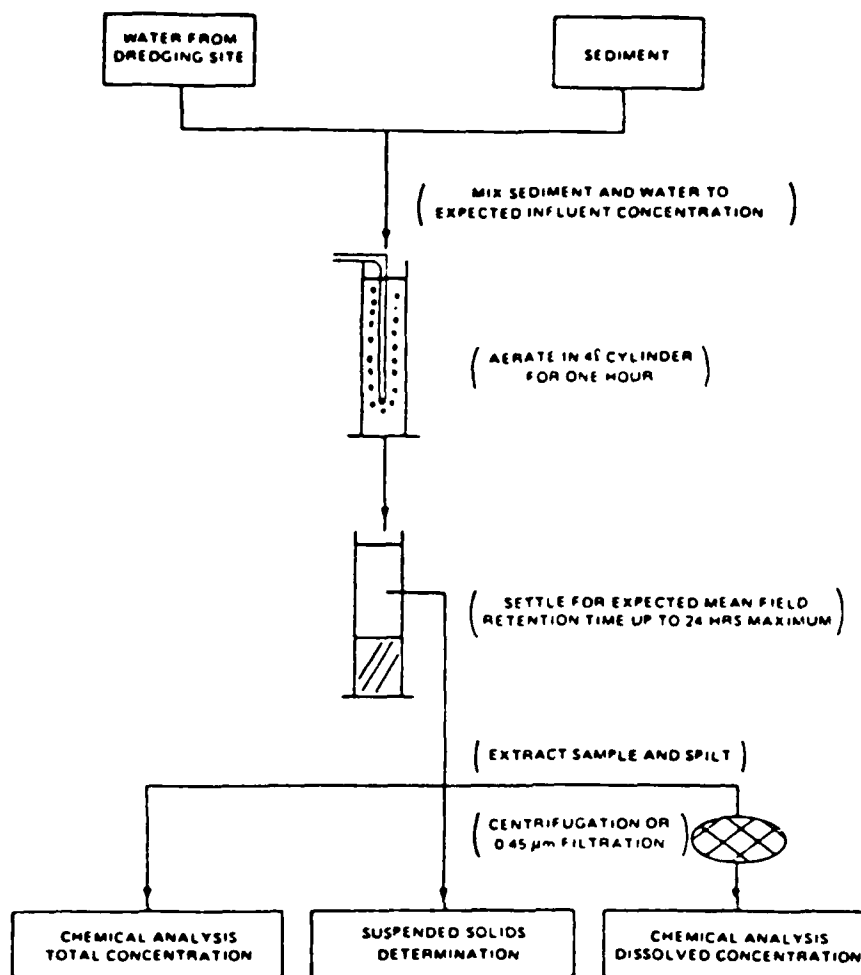 WATER FROM
DREDGING SITE
SEDIMENT
MIX SEDIMENT AND WATER TO
EXPECTED INFLUENT CONCENTRATION
AERATE IN 4ℓ CYLINDER
FOR ONE HOUR
SETTLE FOR EXPECTED MEAN FIELD
RETENTION TIME UP TO 24 HRS MAXIMUM
EXTRACT SAMPLE AND SPILT
CENTRIFUGATION OR
0.45 µm FILTRATION
CHEMICAL ANALYSIS
TOTAL CONCENTRATION
SUSPENDED SOLIDS
DETERMINATION
CHEMICAL ANALYSIS
DISSOLVED CONCENTRATION